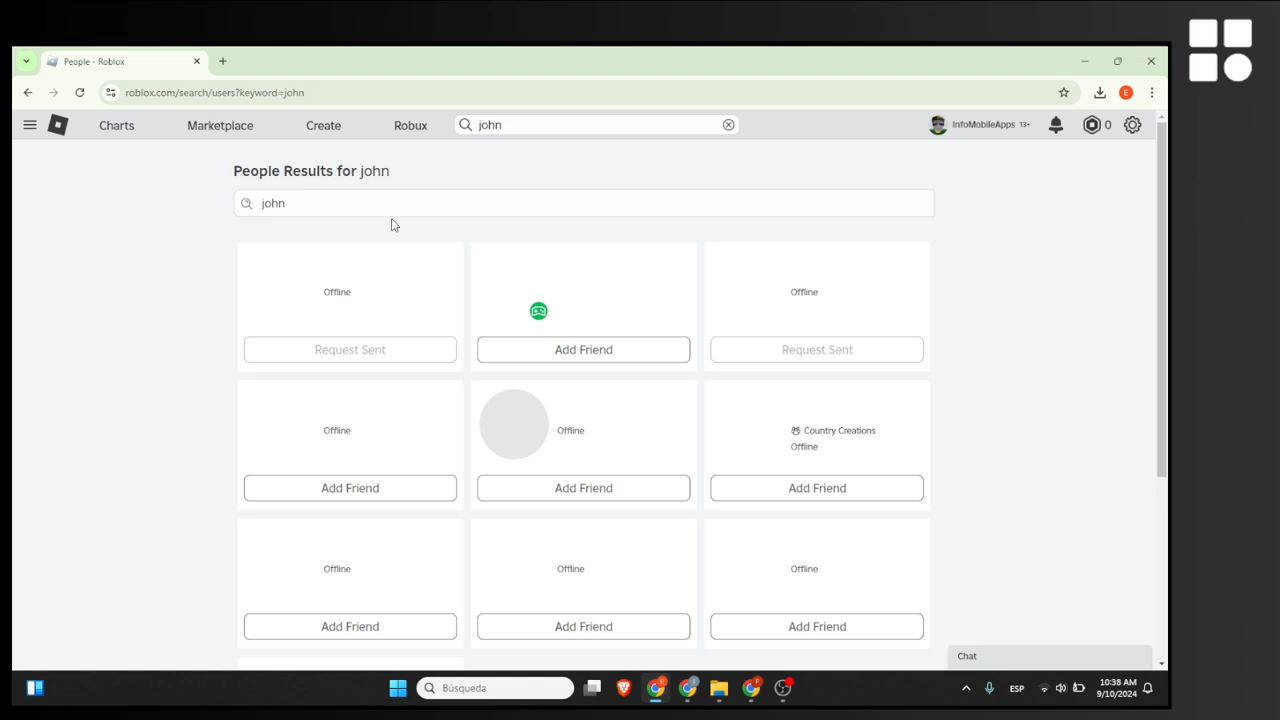 People - Roblox
roblox.com/search/users?keyword=john
E
Charts
Marketplace
Create
Robux
john
InfoMobileApps 13+
0
People Results for john
john
Offline
Offline
Request Sent
Add Friend
Request Sent
Offline
Offline
Country Creations
Offline
Add Friend
Add Friend
Add Friend
Offline
Offline
Offline
Add Friend
Add Friend
Add Friend
Chat
Búsqueda
ESP
10:38 AM
9/10/2024